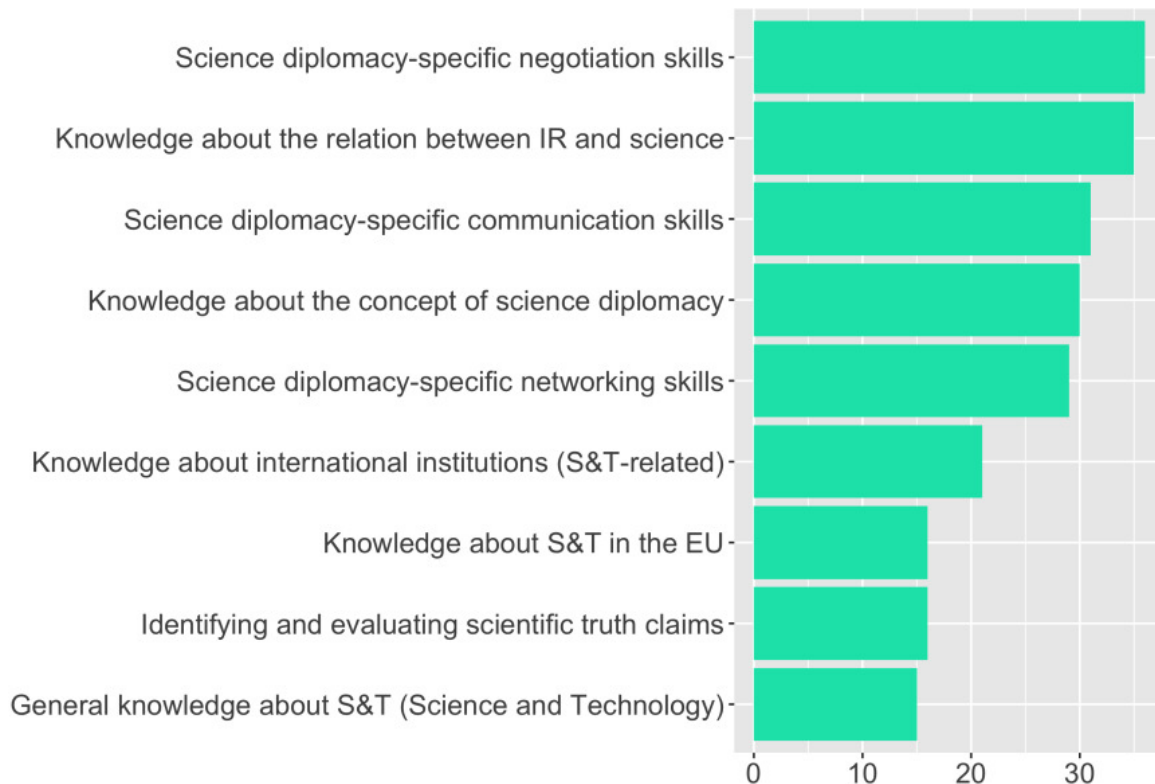 Science diplomacy-specific negotiation skills
Knowledge about the relation between IR and science
Science diplomacy-specific communication skills
Knowledge about the concept of science diplomacy
Science diplomacy-specific networking skills
Knowledge about international institutions (S&T-related)
Knowledge about S&T in the EU
Identifying and evaluating scientific truth claims
General knowledge about S&T (Science and Technology)
0 10 20 30